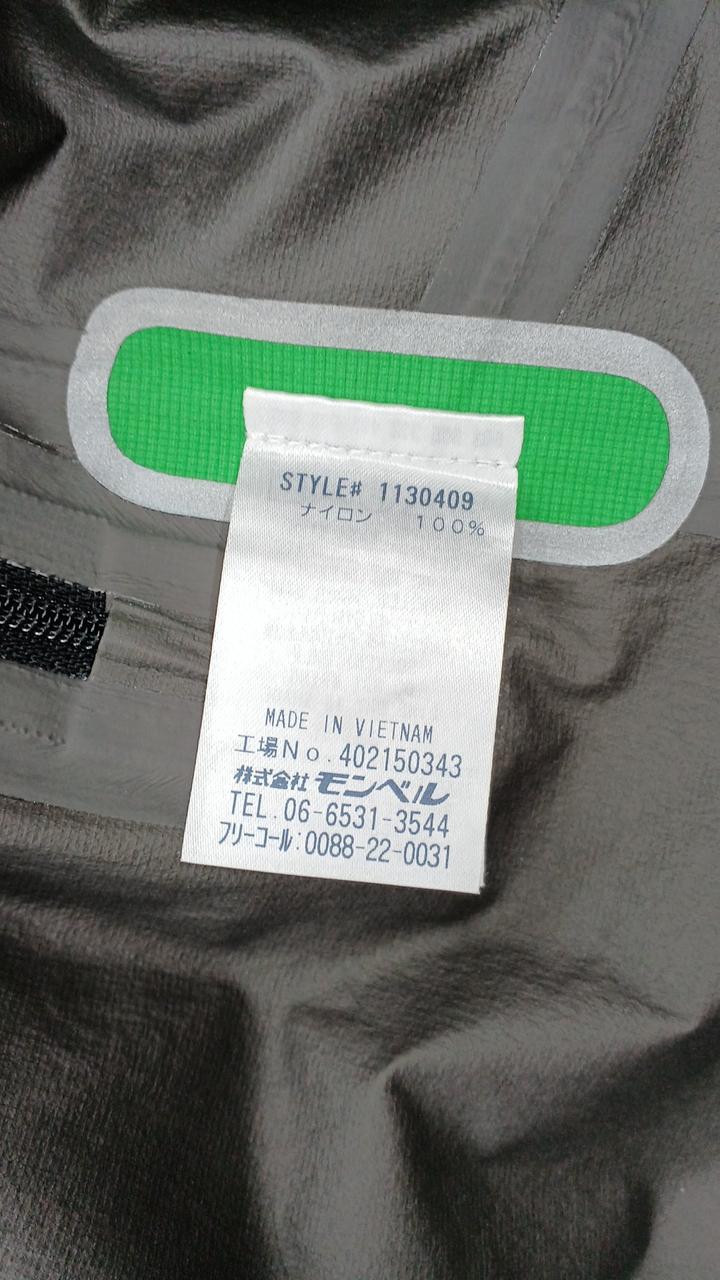 STYLE# 1130409
ナイロン 100%
MADE IN VIETNAM
工場No.402150343
株式会社モンベル
TEL.06-6531-3544
フリーコール:0088-22-0031